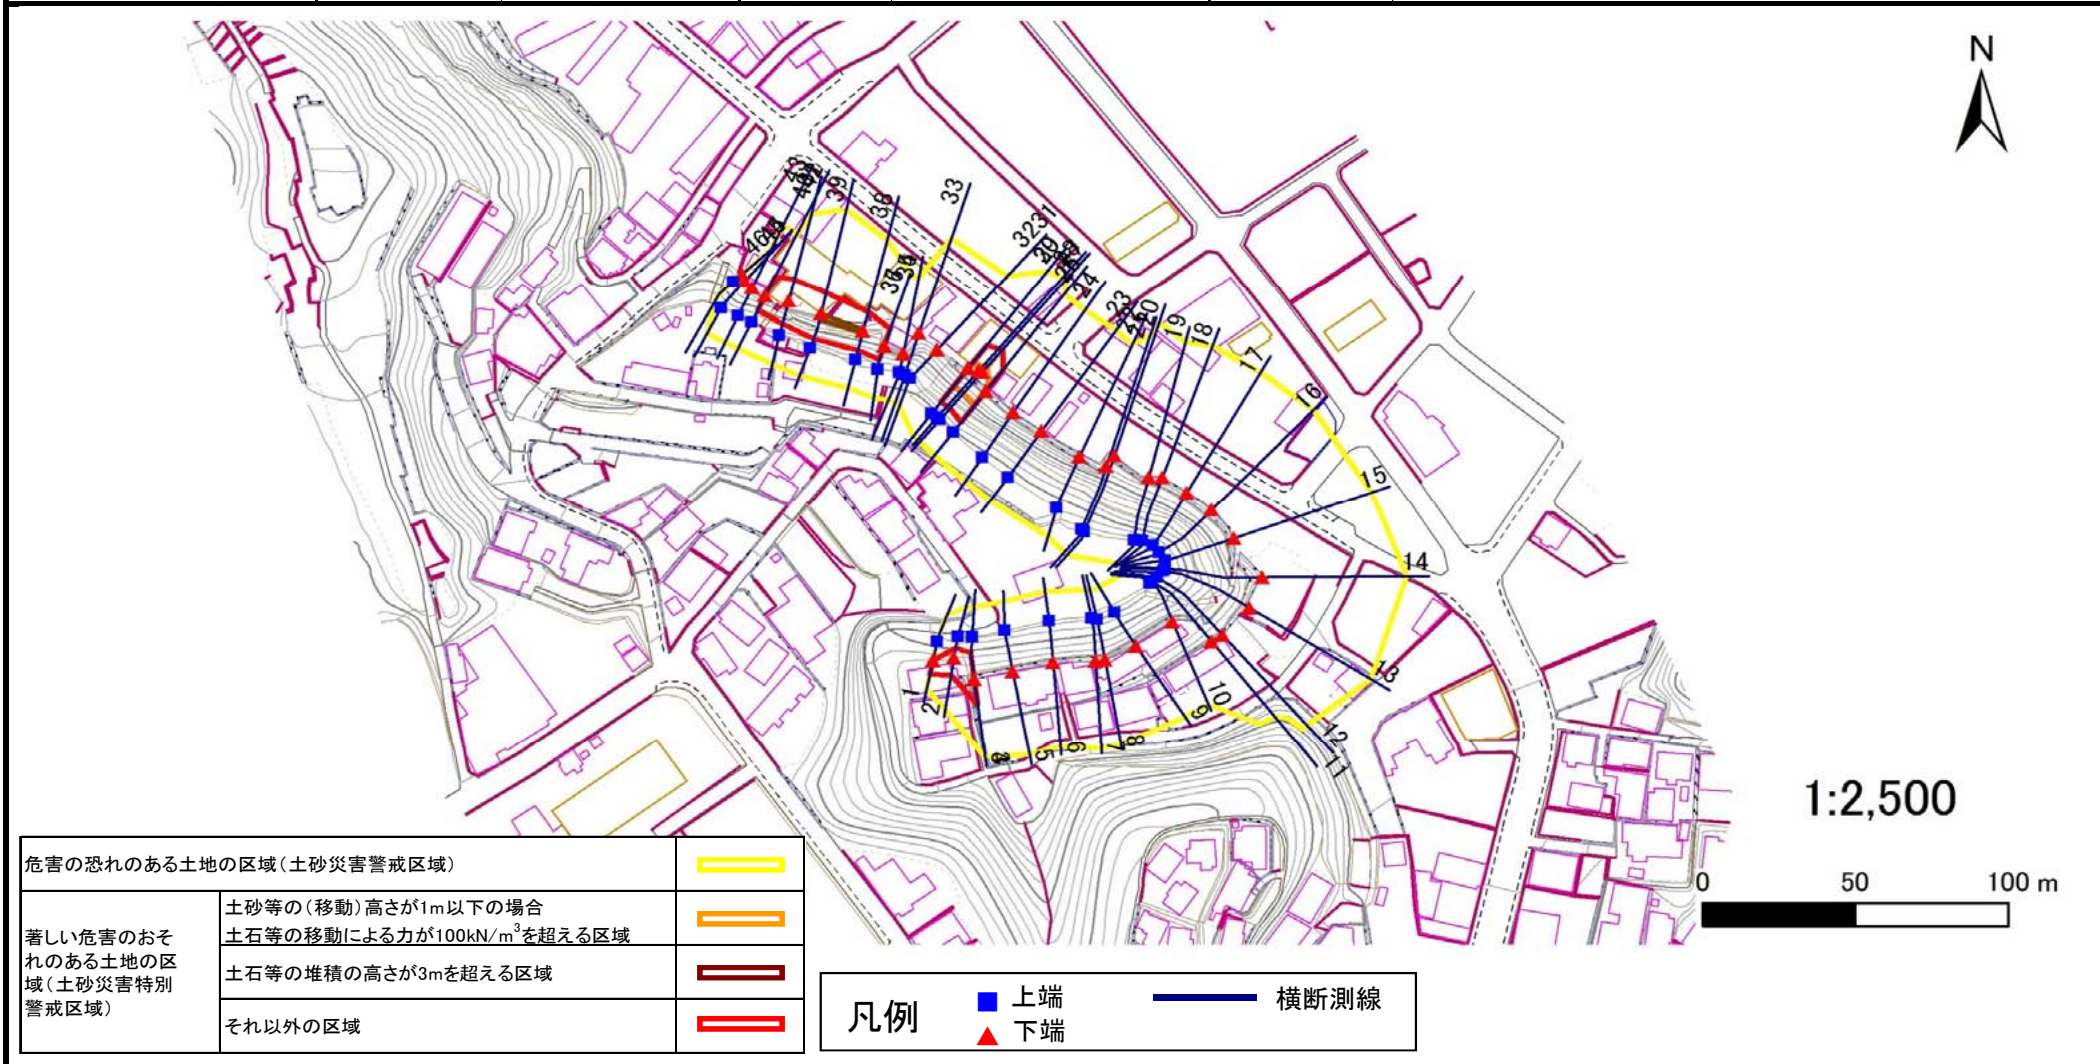 N
43
39
38
33
3231
24
23
20
19
18
17
16
15
14
13
12
11
10
9
8
7
6
5
2
1
46
1:2,500
0 50 100 m
危害の恐れのある土地の区域(土砂災害警戒区域)
著しい危害のおそ
れのある土地の区
域(土砂災害特別
警戒区域)
土砂等の(移動)高さが1m以下の場合
土石等の移動による力が100kN/m³を超える区域
土石等の堆積の高さが3mを超える区域
それ以外の区域
凡例
上端
下端
横断測線